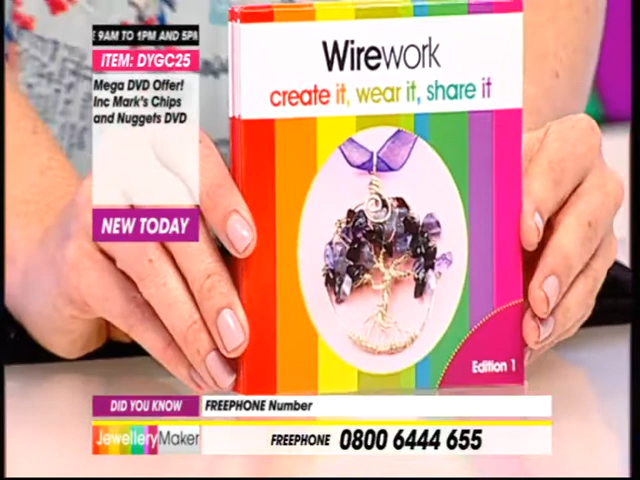 9AM TO 1PM AND 5PM
ITEM: DYGC25
Mega DVD Offer!
Inc Mark's Chips
and Nuggets DVD
NEW TODAY
Wirework
create it, wear it, share it
Edition 1
DID YOU KNOW
FREEPHONE Number
JewelleryMaker
FREEPHONE 0800 6444 655